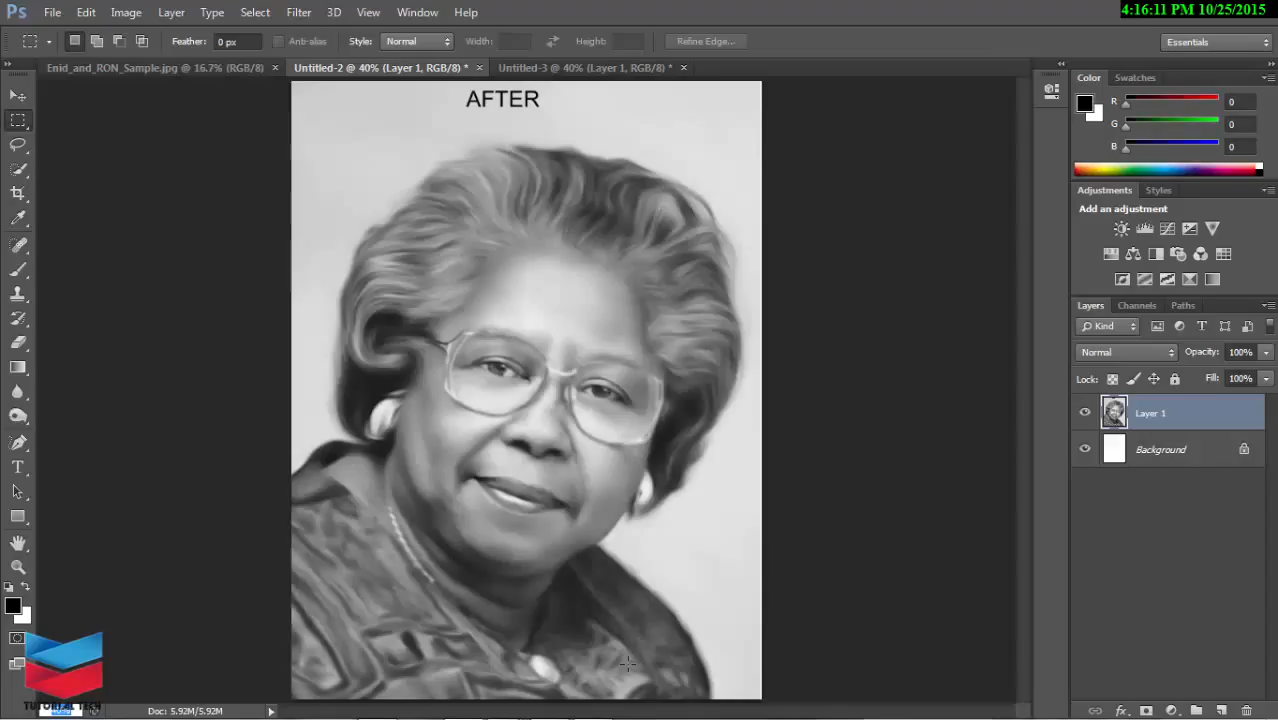 Ps File Edit Image Layer Type Select Filter 3D View Window Help
4:16:11 PM 10/25/2015
Feather: 0 px Anti-alias Style: Normal Width: Height: Refine Edge... Essentials
Enid_and_RON_Sample.jpg @ 16.7% (RGB/8) × Untitled-2 @ 40% (Layer 1, RGB/8) * × Untitled-3 @ 40% (Layer 1, RGB/8) * ×
AFTER
Color Swatches
R 0
G 0
B 0
Adjustments Styles
Add an adjustment
Layers Channels Paths
Kind
Normal Opacity: 100%
Lock: Fill: 100%
Layer 1
Background
TUTORIAL TECH
Doc: 5.92M/5.92M